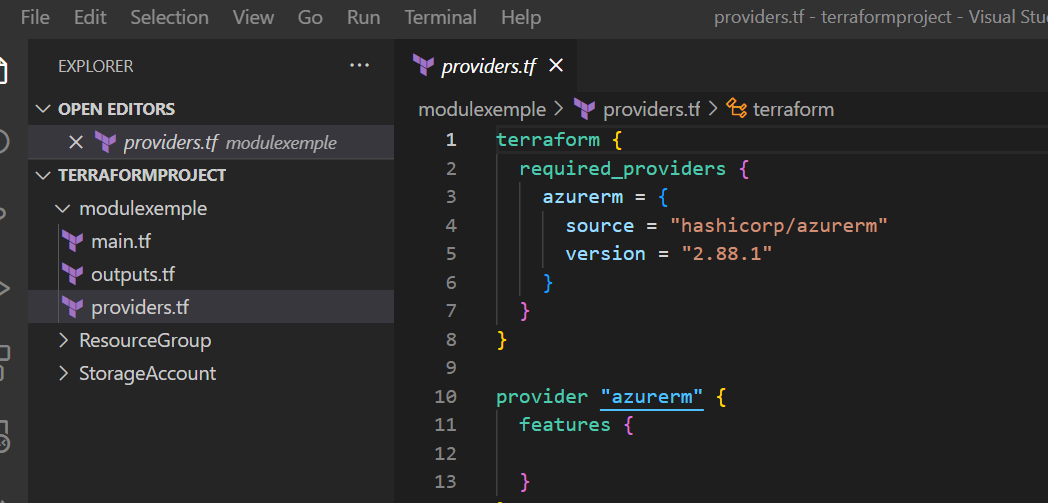 File Edit Selection View Go Run Terminal Help providers.tf - terraformproject - Visual
EXPLORER ···
OPEN EDITORS
providers.tf modulexemple
TERRAFORMPROJECT
modulexemple
main.tf
outputs.tf
providers.tf
ResourceGroup
StorageAccount
providers.tf
modulexemple > providers.tf > terraform
1 terraform {
2 required_providers {
3 azurerm = {
4 source = "hashicorp/azurerm"
5 version = "2.88.1"
6 }
7 }
8 }
9
10 provider "azurerm" {
11 features {
12
13 }